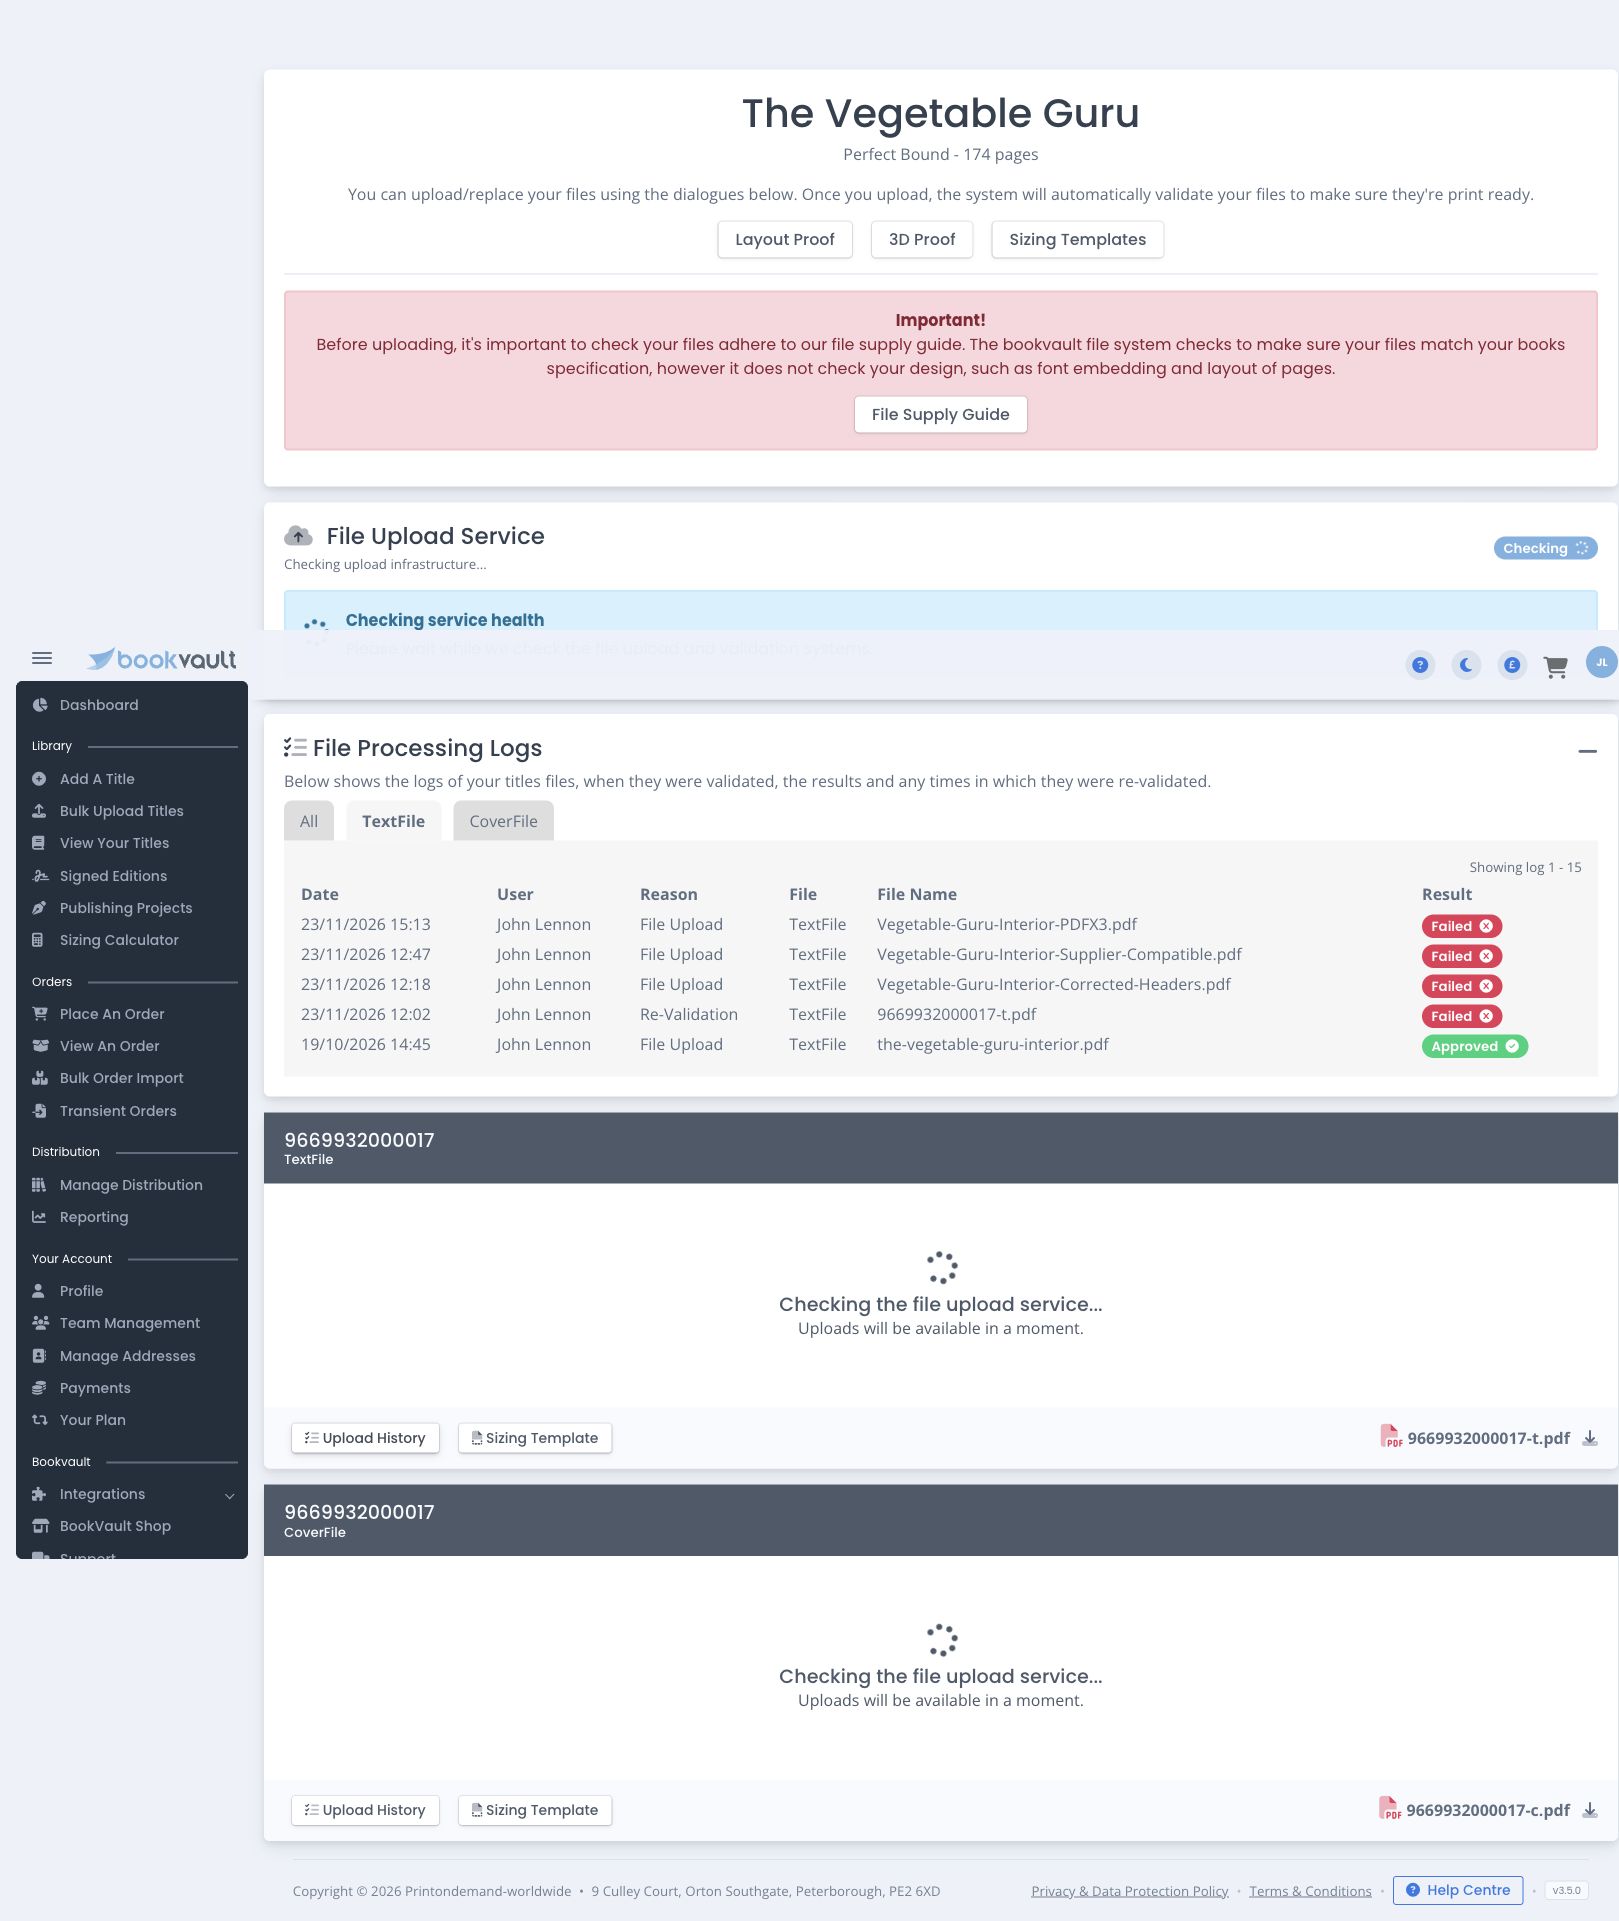 The Vegetable Guru
Perfect Bound - 174 pages
You can upload/replace your files using the dialogues below. Once you upload, the system will automatically validate your files to make sure they're print ready.
Layout Proof
3D Proof
Sizing Templates
Important!
Before uploading, it's important to check your files adhere to our file supply guide. The bookvault file system checks to make sure your files match your books
specification, however it does not check your design, such as font embedding and layout of pages.
File Supply Guide
File Upload Service
Checking upload infrastructure...
Checking
Checking service health
Please wait while we check the file upload and validation systems.
bookvault
£
JL
Dashboard
Library
Add A Title
Bulk Upload Titles
View Your Titles
Signed Editions
Publishing Projects
Sizing Calculator
Orders
Place An Order
View An Order
Bulk Order Import
Transient Orders
Distribution
Manage Distribution
Reporting
Your Account
Profile
Team Management
Manage Addresses
Payments
Your Plan
Bookvault
Integrations
BookVault Shop
Support
File Processing Logs
Below shows the logs of your titles files, when they were validated, the results and any times in which they were re-validated.
All TextFile CoverFile
Showing log 1 - 15
Date User Reason File File Name Result
23/11/2026 15:13 John Lennon File Upload TextFile Vegetable-Guru-Interior-PDFX3.pdf Failed
23/11/2026 12:47 John Lennon File Upload TextFile Vegetable-Guru-Interior-Supplier-Compatible.pdf Failed
23/11/2026 12:18 John Lennon File Upload TextFile Vegetable-Guru-Interior-Corrected-Headers.pdf Failed
23/11/2026 12:02 John Lennon Re-Validation TextFile 9669932000017-t.pdf Failed
19/10/2026 14:45 John Lennon File Upload TextFile the-vegetable-guru-interior.pdf Approved
9669932000017
TextFile
Checking the file upload service...
Uploads will be available in a moment.
Upload History
Sizing Template
PDF 9669932000017-t.pdf
9669932000017
CoverFile
Checking the file upload service...
Uploads will be available in a moment.
Upload History
Sizing Template
PDF 9669932000017-c.pdf
Copyright © 2026 Printondemand-worldwide • 9 Culley Court, Orton Southgate, Peterborough, PE2 6XD
Privacy & Data Protection Policy • Terms & Conditions • Help Centre • v3.5.0